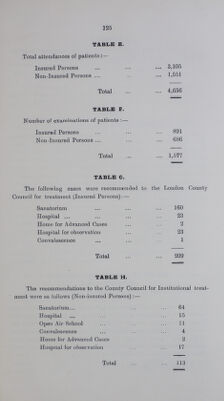 125
TABLE E.
Total attendances of patients :—
Insured Persons ... ... ... 3,105
Non-Insured Persons ... ... ... 1,551
Total ... 4,656
TABLE F.
Number of examinations of patients :—
Insured Persons ... ... 891
Non-Insured Persons ... ... ... 686
Total ... ... 1,577
TABLE G.
The following cases were recommended to the London County
Council for treatment (Insured Persons) :—
Sanatorium ... ... ... 160
Hospital ... ... ... ... 23
Home for Advanced Cases ... ... 2
Hospital for observation ... ... 23
Convalescence ... ... ... 1
Total ... 209
TABLE H.
The recommendations to the County Council for Institutional treat-
ment were as follows (Non-insured Persons) :—
Sanatorium... ... ... ... 64
Hospital ... ... ... ... 15
Open Air School ... ... ... 11
Convalescence ... ... ... 4
Home for Advanced Cases ... ... 2
Hospital for observation ... ... 17
Total ... 113